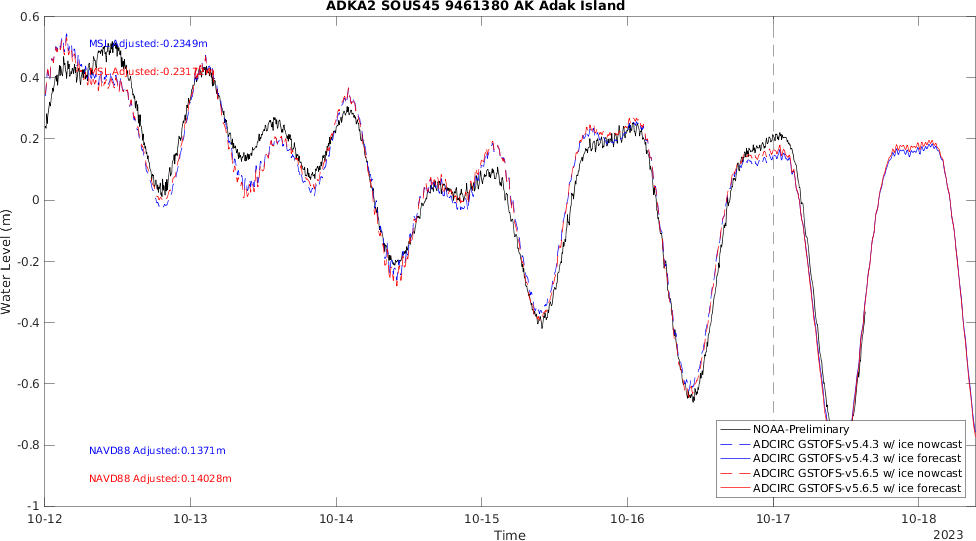 ADKA2 SOUS45 9461380 AK Adak Island
0.6
MSL Adjusted:-0.2349m
MSL Adjusted:-0.2317
0.4
0.2
0
-0.2
-0.4
-0.6
-0.8
-1
Water Level (m)
NAVD88 Adjusted:0.1371m
NAVD88 Adjusted:0.14028m
NOAA-Preliminary
ADCIRC GSTOFS-v5.4.3 w/ ice nowcast
ADCIRC GSTOFS-v5.4.3 w/ ice forecast
ADCIRC GSTOFS-v5.6.5 w/ ice nowcast
ADCIRC GSTOFS-v5.6.5 w/ ice forecast
10-12 10-13 10-14 10-15 10-16 10-17 10-18
Time
2023